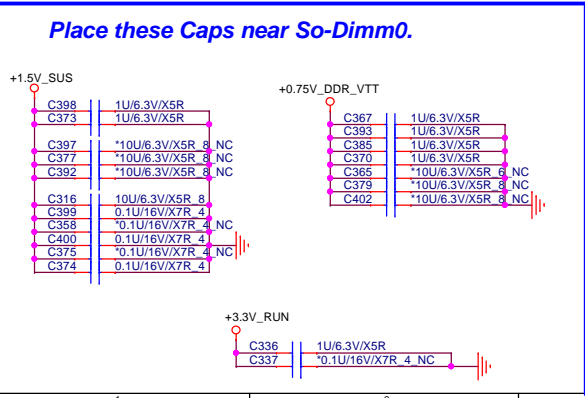 Place these Caps near So-Dimm0.
+1.5V_SUS
C398 1U/6.3V/X5R
C373 1U/6.3V/X5R
C397 *10U/6.3V/X5R_8_NC
C377 *10U/6.3V/X5R_8_NC
C392 *10U/6.3V/X5R_8_NC
C316 10U/6.3V/X5R_8
C399 0.1U/16V/X7R_4
C358 *0.1U/16V/X7R_4_NC
C400 0.1U/16V/X7R_4
C375 *0.1U/16V/X7R_4_NC
C374 0.1U/16V/X7R_4
+0.75V_DDR_VTT
C367 1U/6.3V/X5R
C393 1U/6.3V/X5R
C385 1U/6.3V/X5R
C370 1U/6.3V/X5R
C365 *10U/6.3V/X5R_6_NC
C379 *10U/6.3V/X5R_8_NC
C402 *10U/6.3V/X5R_8_NC
+3.3V_RUN
C336 1U/6.3V/X5R
C337 *0.1U/16V/X7R_4_NC